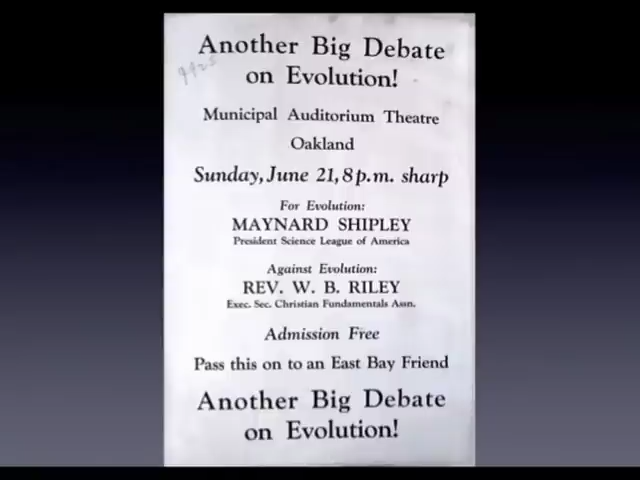 Another Big Debate
on Evolution!
1925
Municipal Auditorium Theatre
Oakland
Sunday, June 21, 8 p.m. sharp
For Evolution:
MAYNARD SHIPLEY
President Science League of America
Against Evolution:
REV. W. B. RILEY
Exec. Sec. Christian Fundamentals Assn.
Admission Free
Pass this on to an East Bay Friend
Another Big Debate
on Evolution!